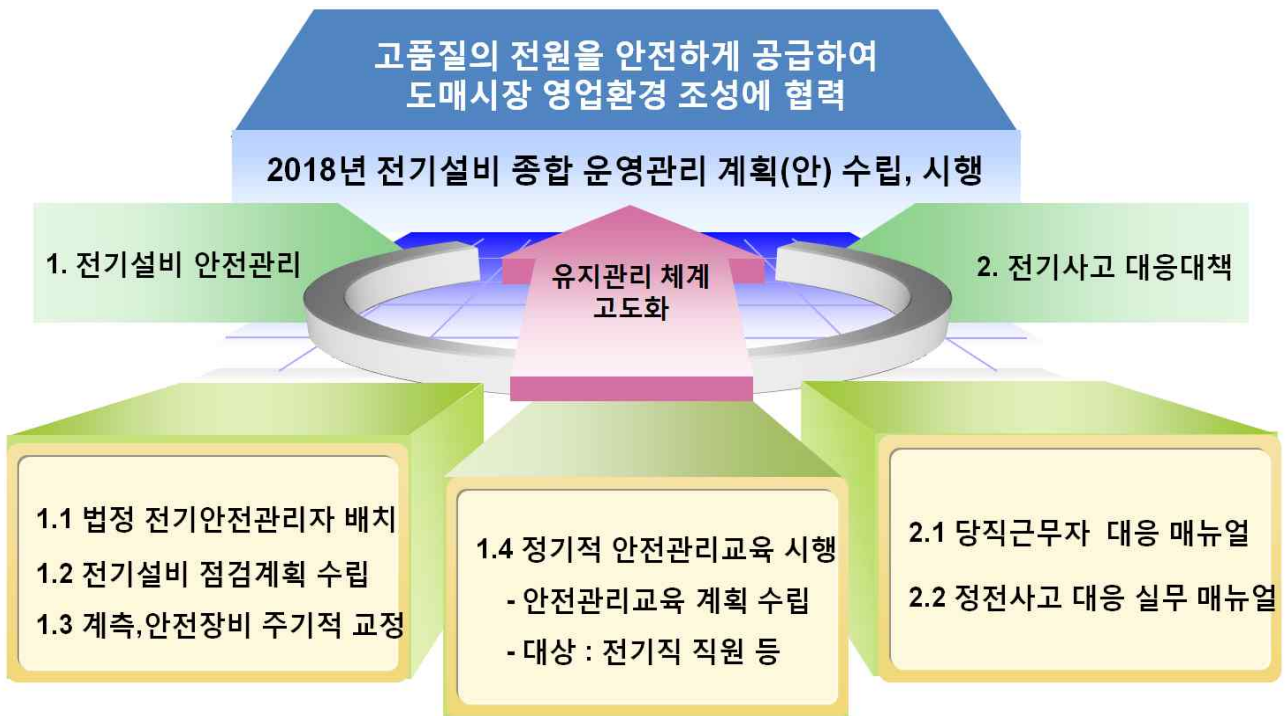 고품질의 전원을 안전하게 공급하여
도매시장 영업환경 조성에 협력
2018년 전기설비 종합 운영관리 계획(안) 수립, 시행
1. 전기설비 안전관리
유지관리 체계
고도화
2. 전기사고 대응대책
1.1 법정 전기안전관리자 배치
1.2 전기설비 점검계획 수립
1.3 계측,안전장비 주기적 교정
1.4 정기적 안전관리교육 시행
- 안전관리교육 계획 수립
- 대상 : 전기직 직원 등
2.1 당직근무자 대응 매뉴얼
2.2 정전사고 대응 실무 매뉴얼